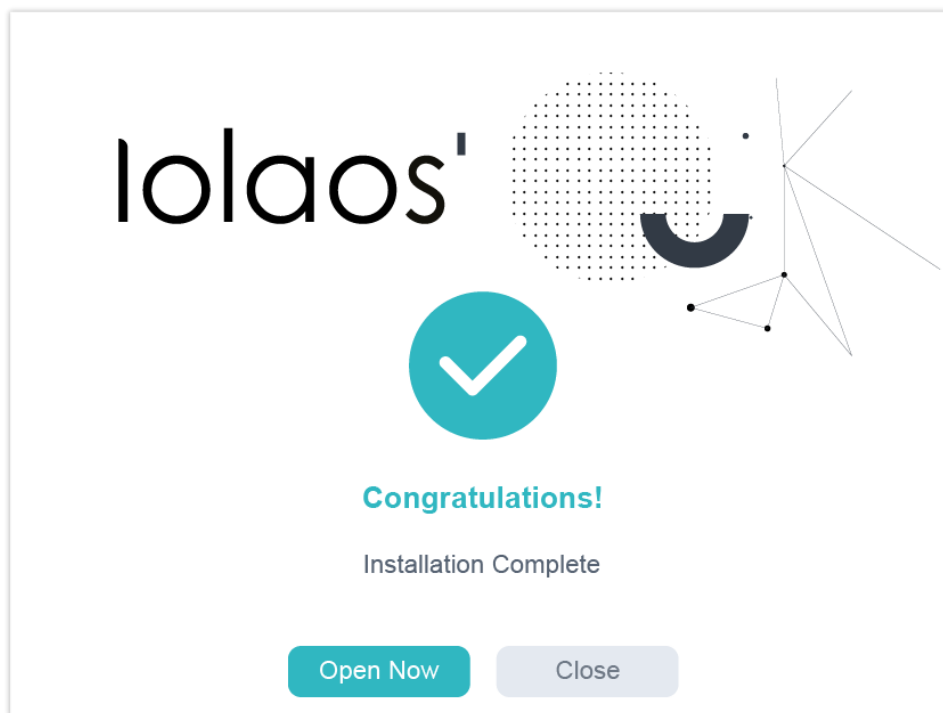 Iolaos'
Congratulations!
Installation Complete
Open Now
Close